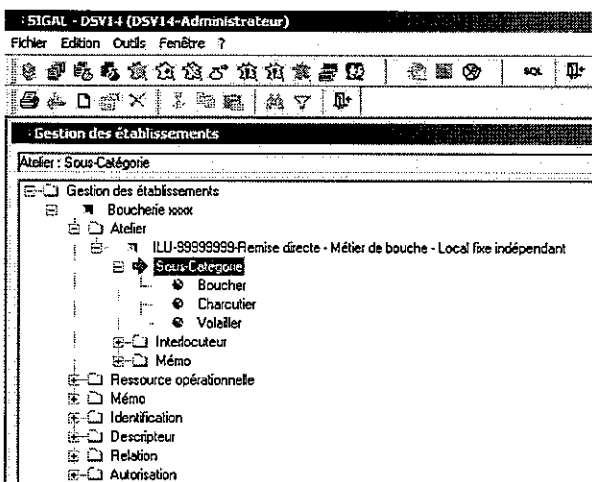 SIGAL - DSV14 (DSV14-Administrateur)
Fichier Edition Outils Fenêtre ?
SQL
Gestion des établissements
Atelier : Sous-Catégorie
Gestion des établissements
Boucherie xxxx
Atelier
ILU-99999999-Remise directe - Métier de bouche - Local fixe indépendant
Sous-Catégorie
Boucher
Charcutier
Volailler
Interlocuteur
Mémo
Ressource opérationnelle
Mémo
Identification
Descripteur
Relation
Autorisation